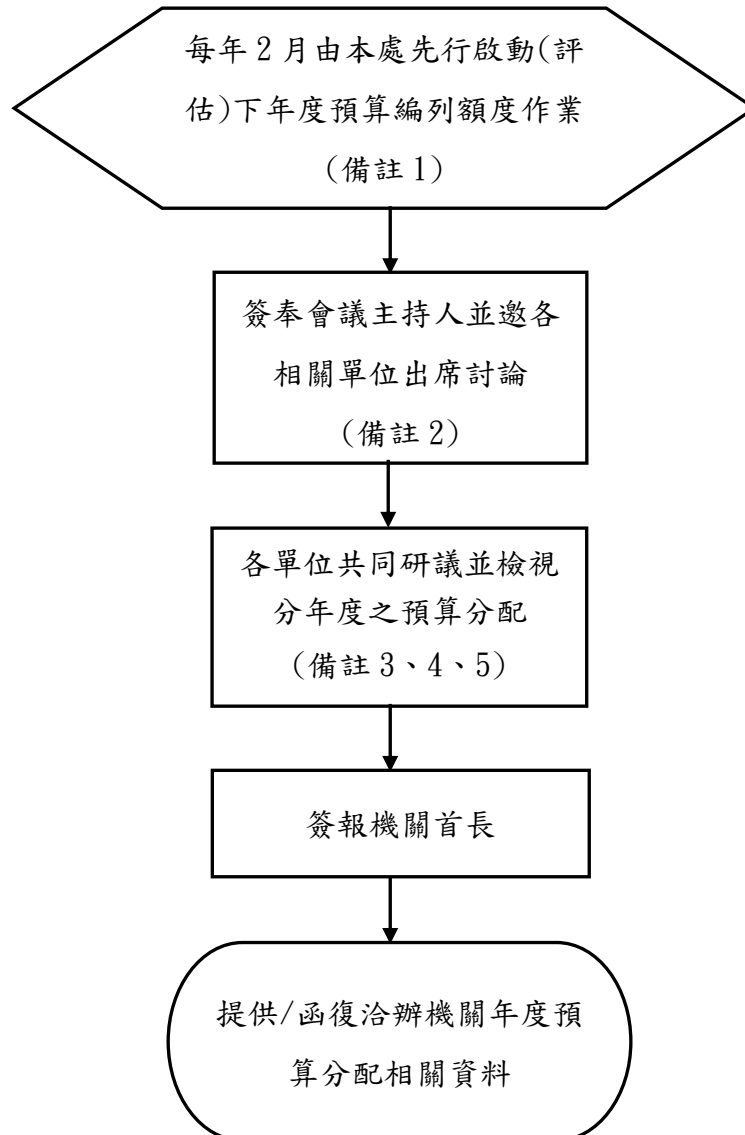 每年 2 月由本處先行啟動(評
估)下年度預算編列額度作業
(備註 1)
簽奉會議主持人並邀各
相關單位出席討論
(備註 2)
各單位共同研議並檢視
分年度之預算分配
(備註 3、4、5)
簽報機關首長
提供/函復洽辦機關年度預
算分配相關資料